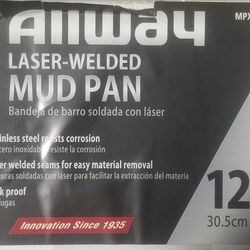 Allway
MPX
LASER-WELDED
MUD PAN
Bandeja de barro soldada con láser
inless steel resists corrosion
cero inoxidable resiste la corrosión
er welded seams for easy material removal
turas soldadas con láser para facilitar la extracción del materia
k proof
fugas
12
30.5cm
Innovation Since 1935